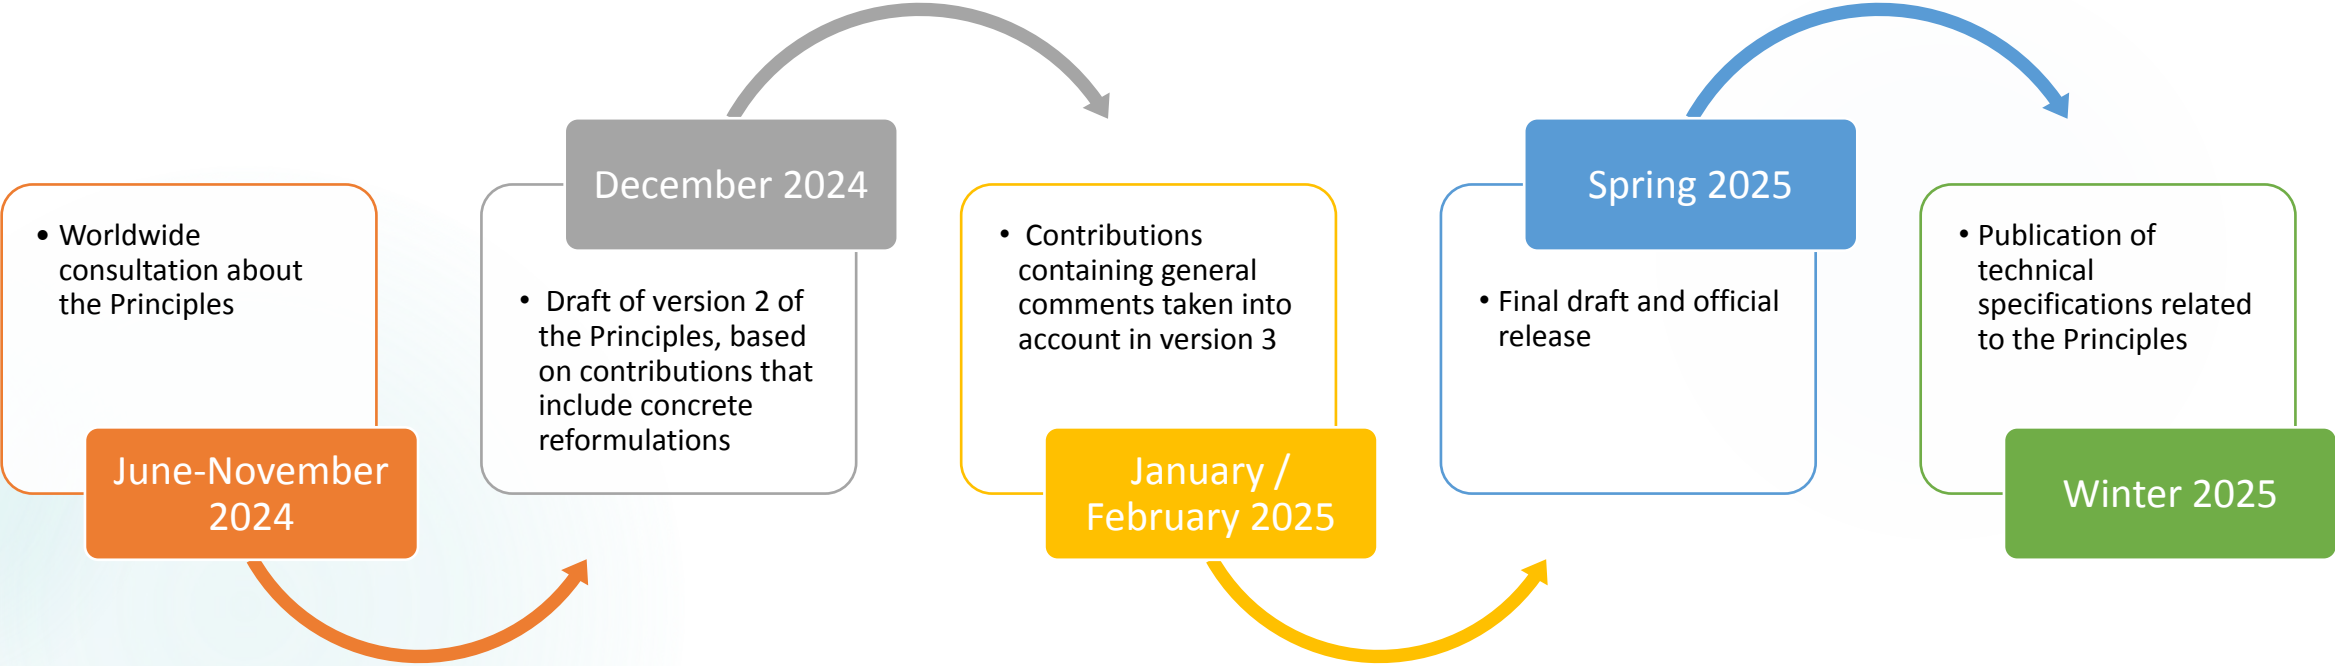 • Worldwide
consultation about
the Principles
June-November
2024
December 2024
• Draft of version 2 of
the Principles, based
on contributions that
include concrete
reformulations
• Contributions
containing general
comments taken into
account in version 3
January /
February 2025
Spring 2025
• Final draft and official
release
• Publication of
technical
specifications related
to the Principles
Winter 2025